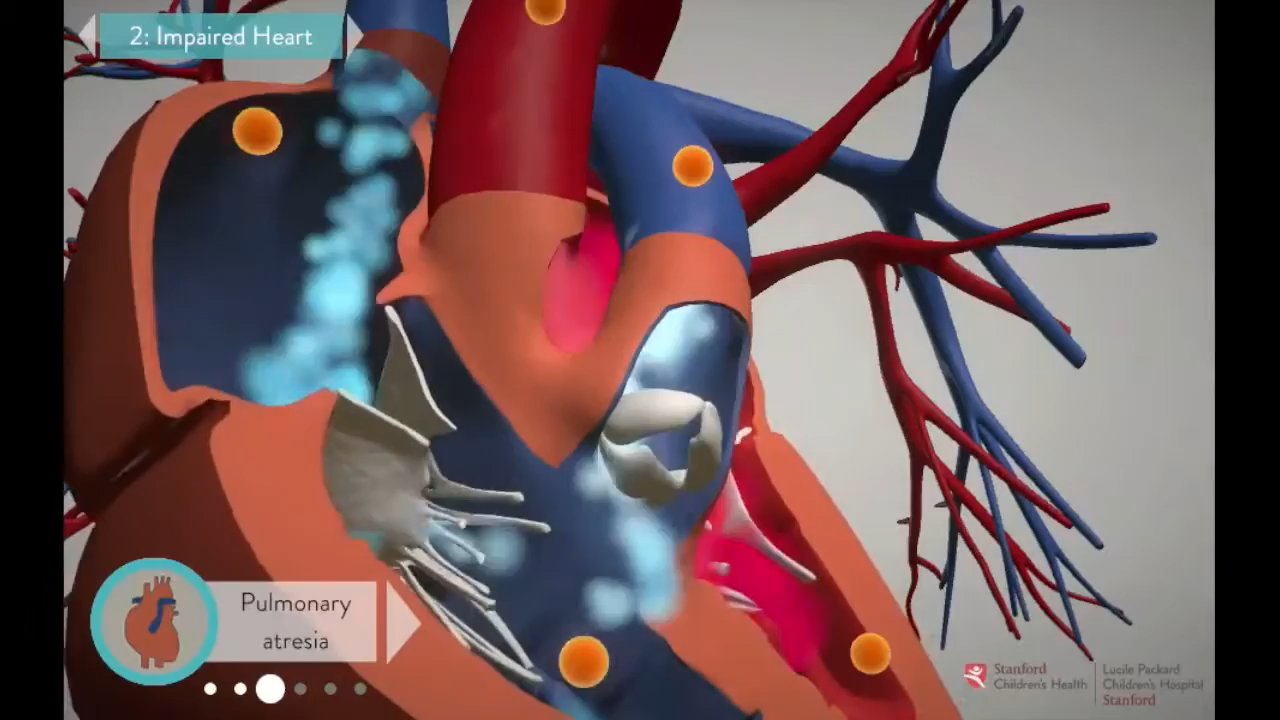 2: Impaired Heart
Pulmonary
atresia
Stanford
Children's Health
Lucile Packard
Children's Hospital
Stanford